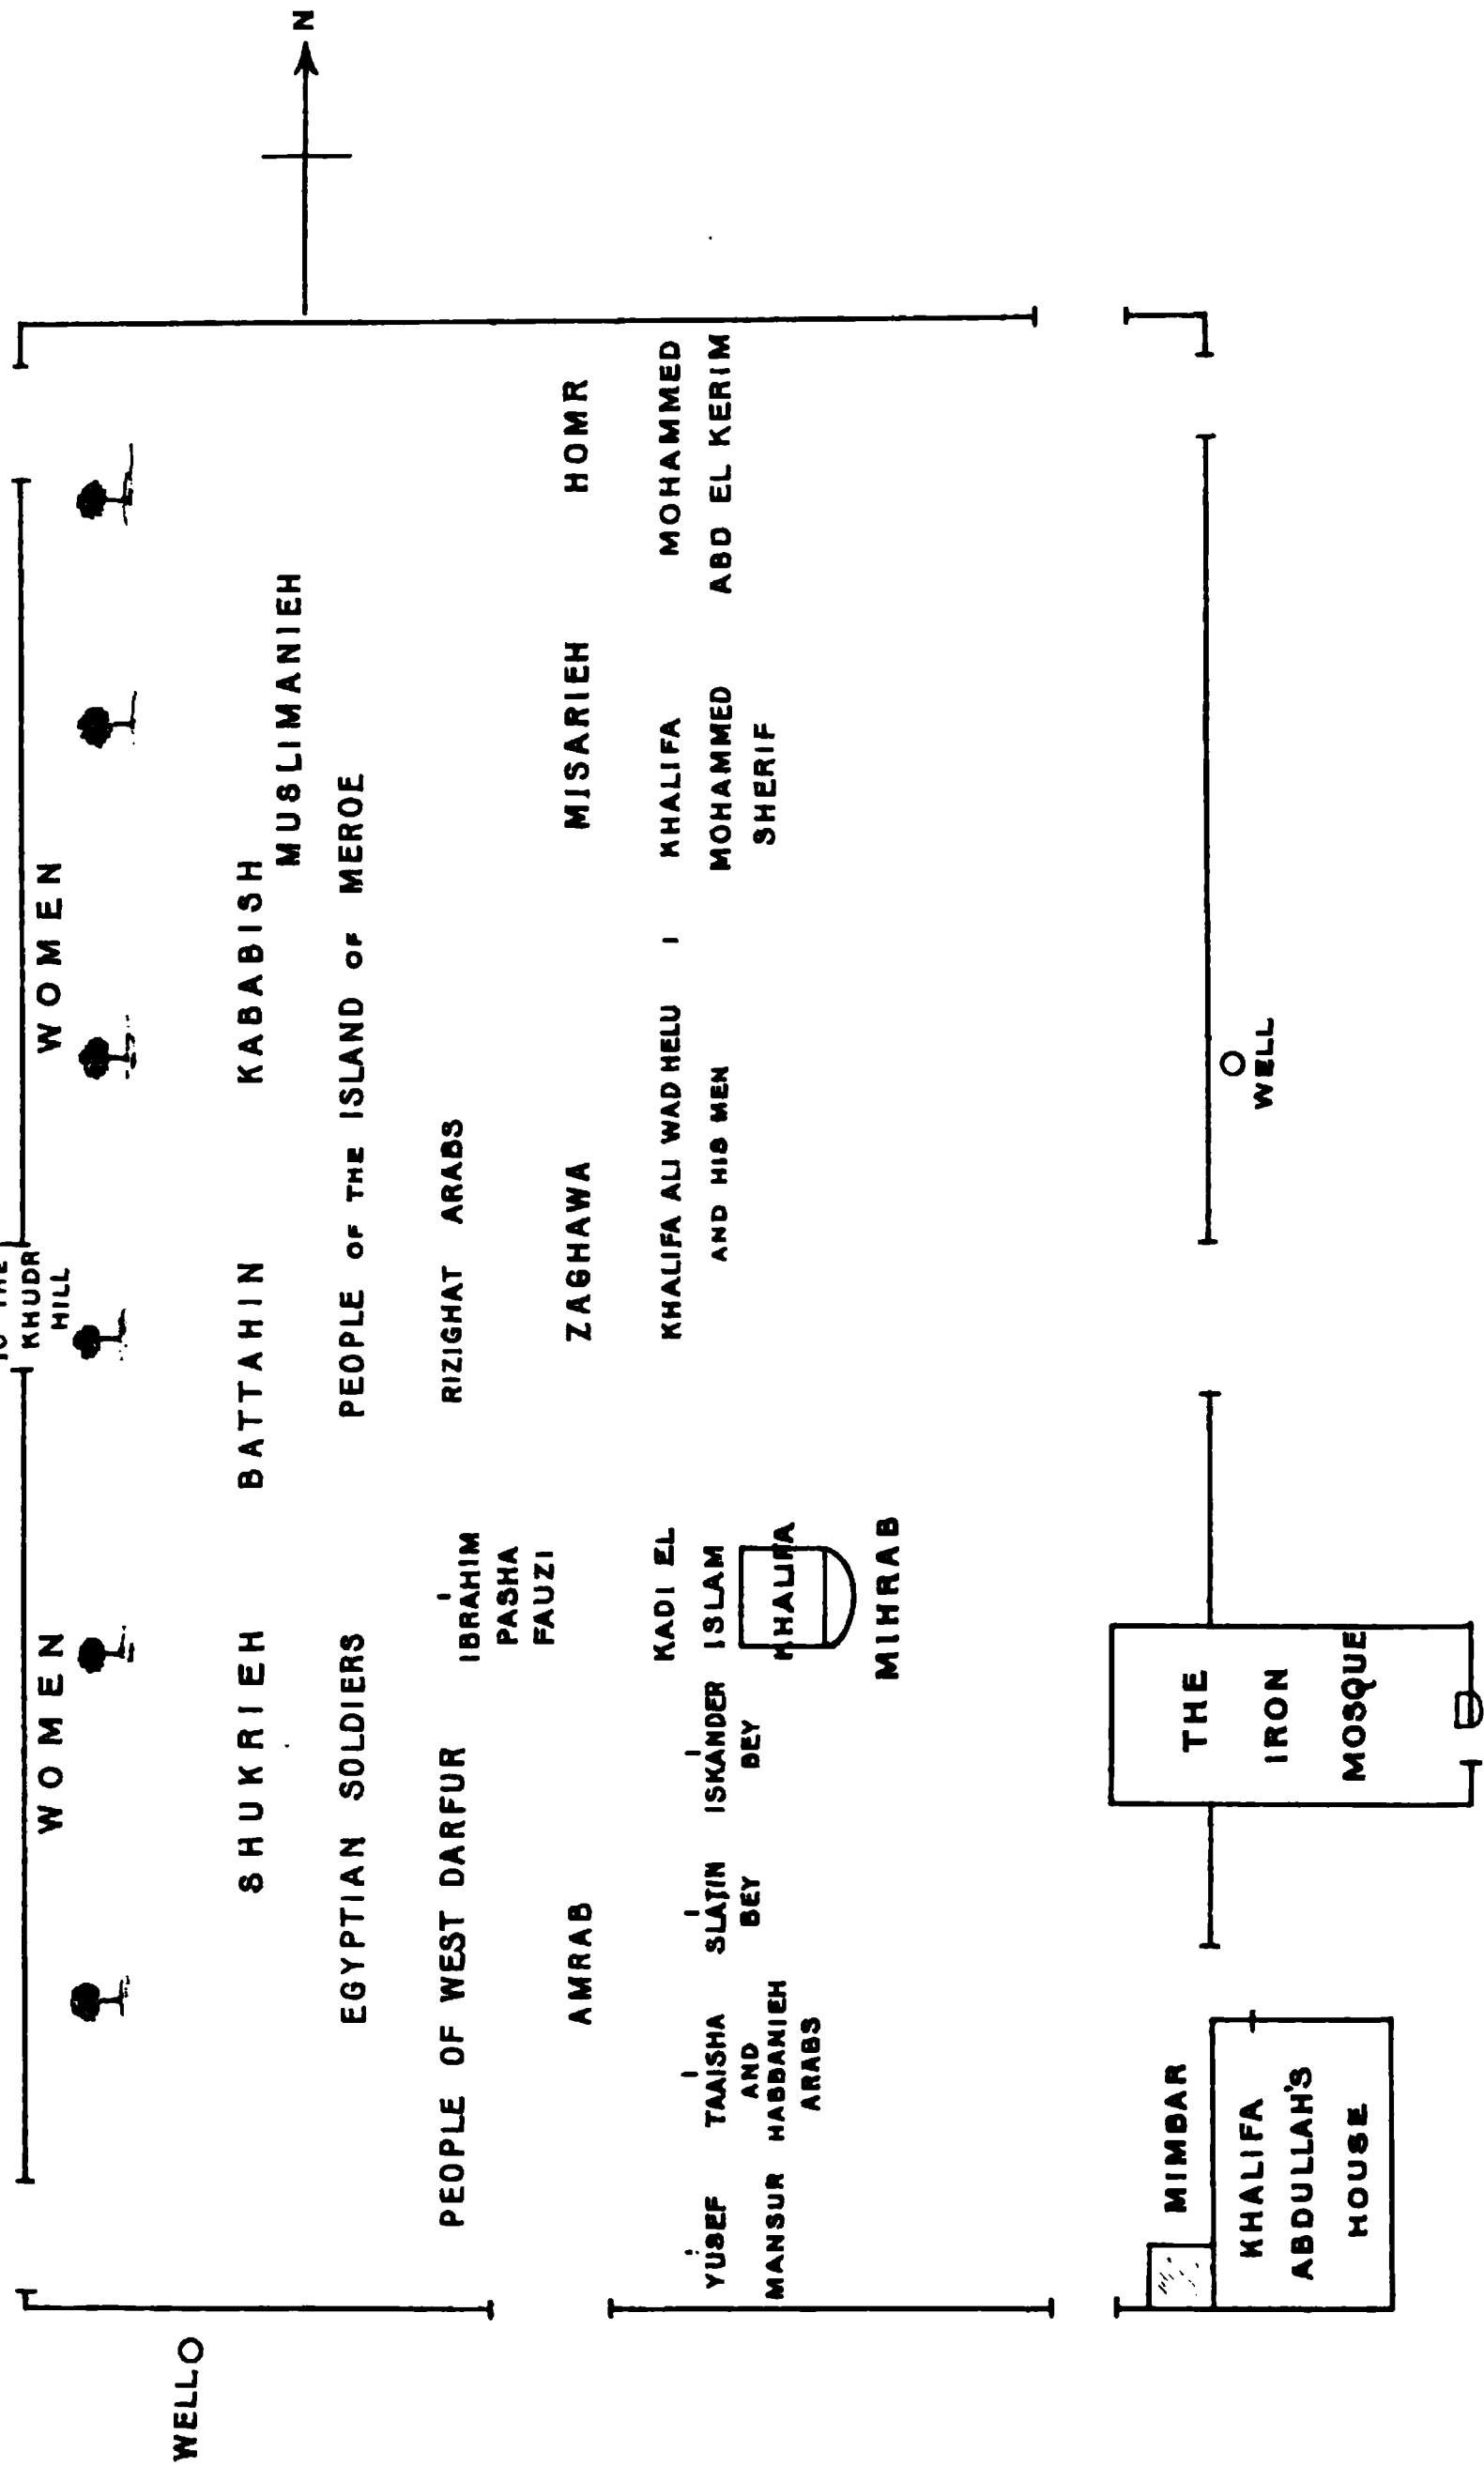 N
TO THE
KHUDR
HILL
WOMEN
WOMEN
WELL
SHUKRIEH
BATTAHIN
KABABISH
MUSLIMANIEH
EGYPTIAN SOLDIERS
PEOPLE OF THE ISLAND OF MEROE
PEOPLE OF WEST DARFUR
IBRAHIM
PASHA
FAUZI
RIZIGHAT ARABS
AMRAB
ZAGHAWA
MISARIEH
HOMR
YUSEF
MANSUR
TAAISHA
AND
HABBANIEH
ARABS
SLATIN
BEY
ISKANDER
BEY
KADI EL
ISLAM
KHALIFA
MIHRAB
KHALIFA ALI WAD HELU
AND HIS MEN
KHALIFA
MOHAMMED
SHERIF
MOHAMMED
ABD EL KERIM
MIMBAR
KHALIFA
ABDULLAH'S
HOUSE
THE
IRON
MOSQUE
WELL